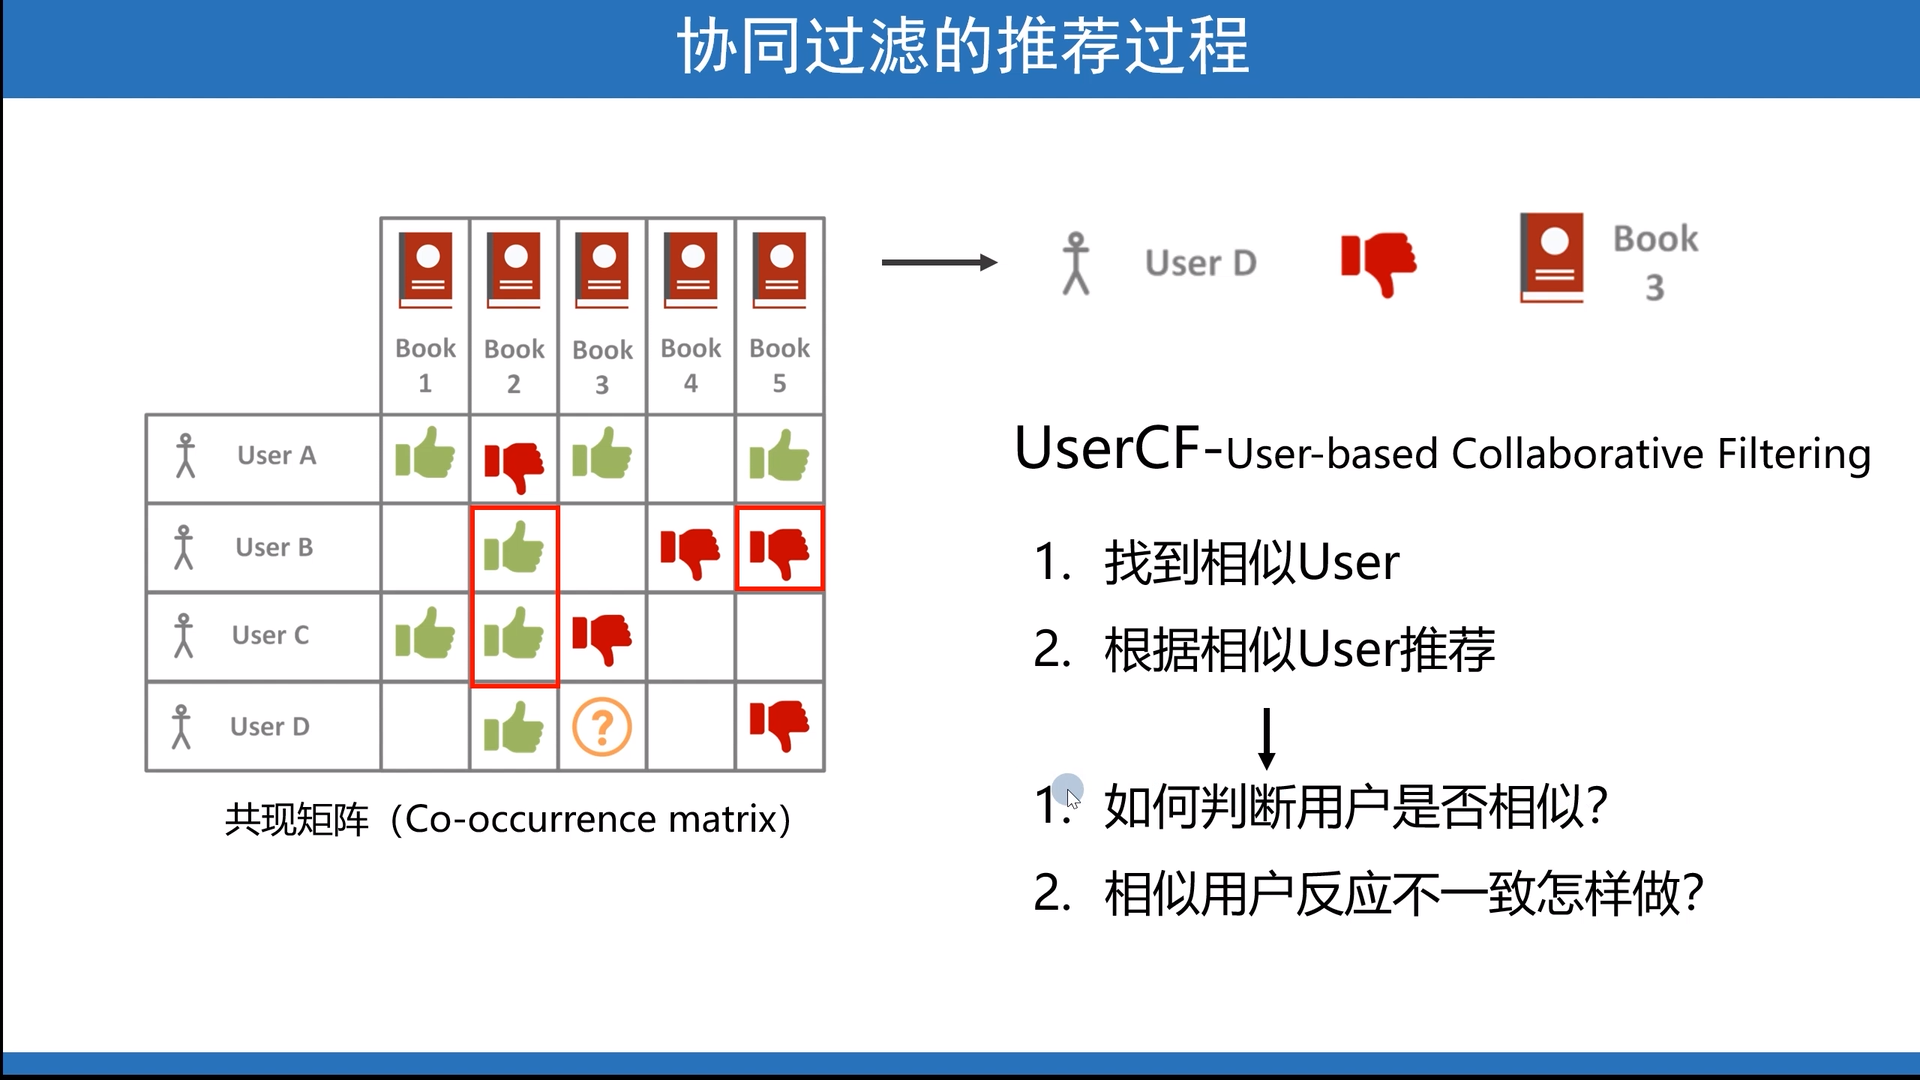 协同过滤的推荐过程
Book 1
Book 2
Book 3
Book 4
Book 5
User A
User B
User C
User D
?
共现矩阵（Co-occurrence matrix）
User D
Book
3
UserCF-User-based Collaborative Filtering
1. 找到相似User
2. 根据相似User推荐
1. 如何判断用户是否相似?
2. 相似用户反应不一致怎样做?